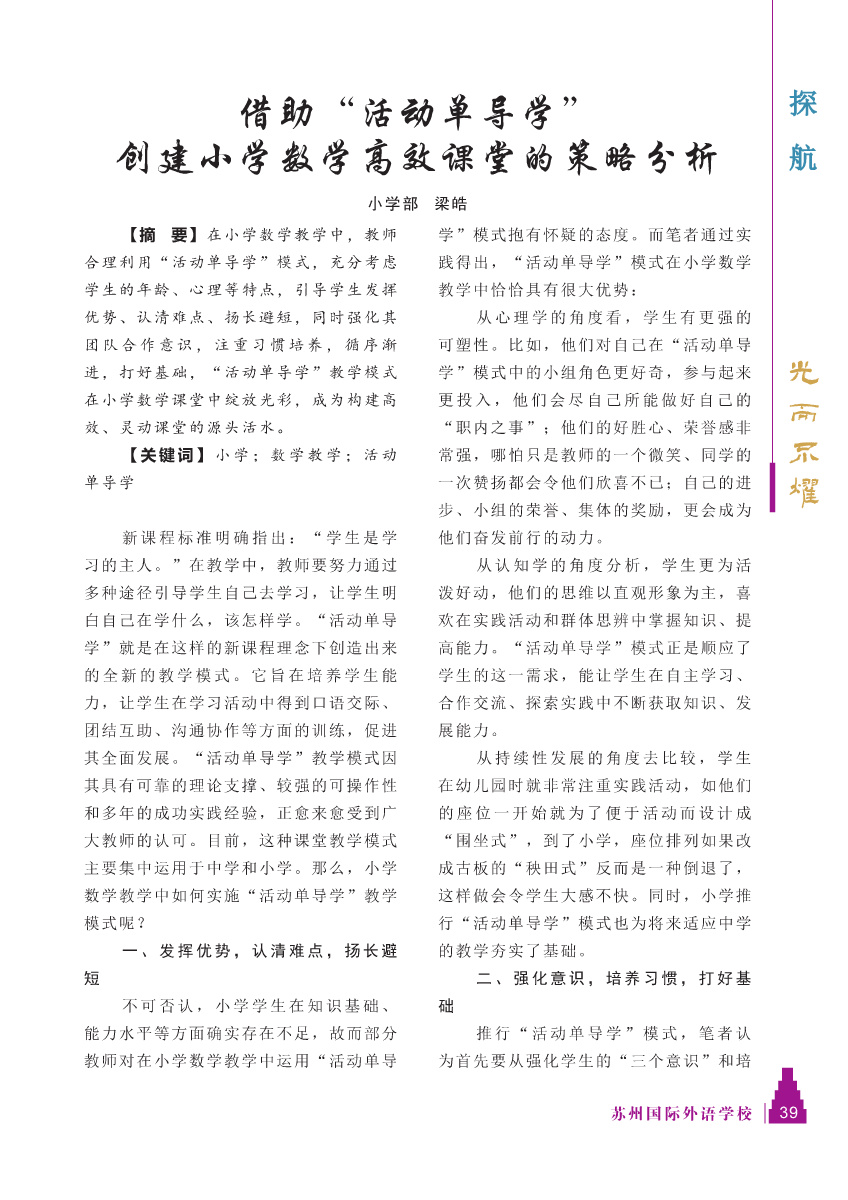 借助“活动单导学”
创建小学数学高效课堂的策略分析
小学部 梁皓
【摘 要】在小学数学教学中，教师
合理利用“活动单导学”模式，充分考虑
学生的年龄、心理等特点，引导学生发挥
优势、认清难点、扬长避短，同时强化其
团队合作意识，注重习惯培养，循序渐
进，打好基础，“活动单导学”教学模式
在小学数学课堂中绽放光彩，成为构建高
效、灵动课堂的源头活水。
【关键词】小学；数学教学；活动
单导学
新课程标准明确指出：“学生是学
习的主人。”在教学中，教师要努力通过
多种途径引导学生自己去学习，让学生明
白自己在学什么，该怎样学。“活动单导
学”就是在这样的新课程理念下创造出来
的全新的教学模式。它旨在培养学生能
力，让学生在学习活动中得到口语交际、
团结互助、沟通协作等方面的训练，促进
其全面发展。“活动单导学”教学模式因
其具有可靠的理论支撑、较强的可操作性
和多年的成功实践经验，正愈来愈受到广
大教师的认可。目前，这种课堂教学模式
主要集中运用于中学和小学。那么，小学
数学教学中如何实施“活动单导学”教学
模式呢？
一、发挥优势，认清难点，扬长避
短
不可否认，小学学生在知识基础、
能力水平等方面确实存在不足，故而部分
教师对在小学数学教学中运用“活动单导
学”模式抱有怀疑的态度。而笔者通过实
践得出，“活动单导学”模式在小学数学
教学中恰恰具有很大优势：
从心理学的角度看，学生有更强的
可塑性。比如，他们对自己在“活动单导
学”模式中的小组角色更好奇，参与起来
更投入，他们会尽自己所能做好自己的
“职内之事”；他们的好胜心、荣誉感非
常强，哪怕只是教师的一个微笑、同学的
一次赞扬都会令他们欣喜不已；自己的进
步、小组的荣誉、集体的奖励，更会成为
他们奋发前行的动力。
从认知学的角度分析，学生更为活
泼好动，他们的思维以直观形象为主，喜
欢在实践活动和群体思辨中掌握知识、提
高能力。“活动单导学”模式正是顺应了
学生的这一需求，能让学生在自主学习、
合作交流、探索实践中不断获取知识、发
展能力。
从持续性发展的角度去比较，学生
在幼儿园时就非常注重实践活动，如他们
的座位一开始就为了便于活动而设计成
“围坐式”，到了小学，座位排列如果改
成古板的“秧田式”反而是一种倒退了，
这样做会令学生大感不快。同时，小学推
行“活动单导学”模式也为将来适应中学
的教学夯实了基础。
二、强化意识，培养习惯，打好基
础
推行“活动单导学”模式，笔者认
为首先要从强化学生的“三个意识”和培
探航
光而不耀
苏州国际外语学校 39